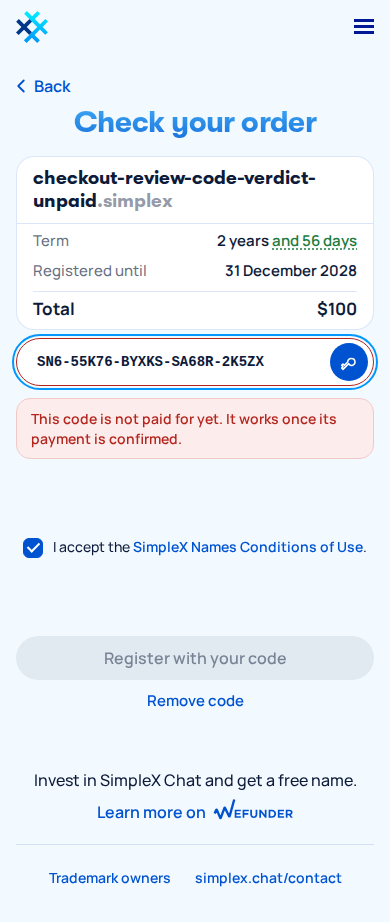 Back
Check your order
checkout-review-code-verdict-
unpaid.simplex
Term 2 years and 56 days
Registered until 31 December 2028
Total $100
SN6-55K76-BYXKS-SA68R-2K5ZX
This code is not paid for yet. It works once its
payment is confirmed.
I accept the SimpleX Names Conditions of Use.
Register with your code
Remove code
Invest in SimpleX Chat and get a free name.
Learn more on WEFUNDER
Trademark owners simplex.chat/contact